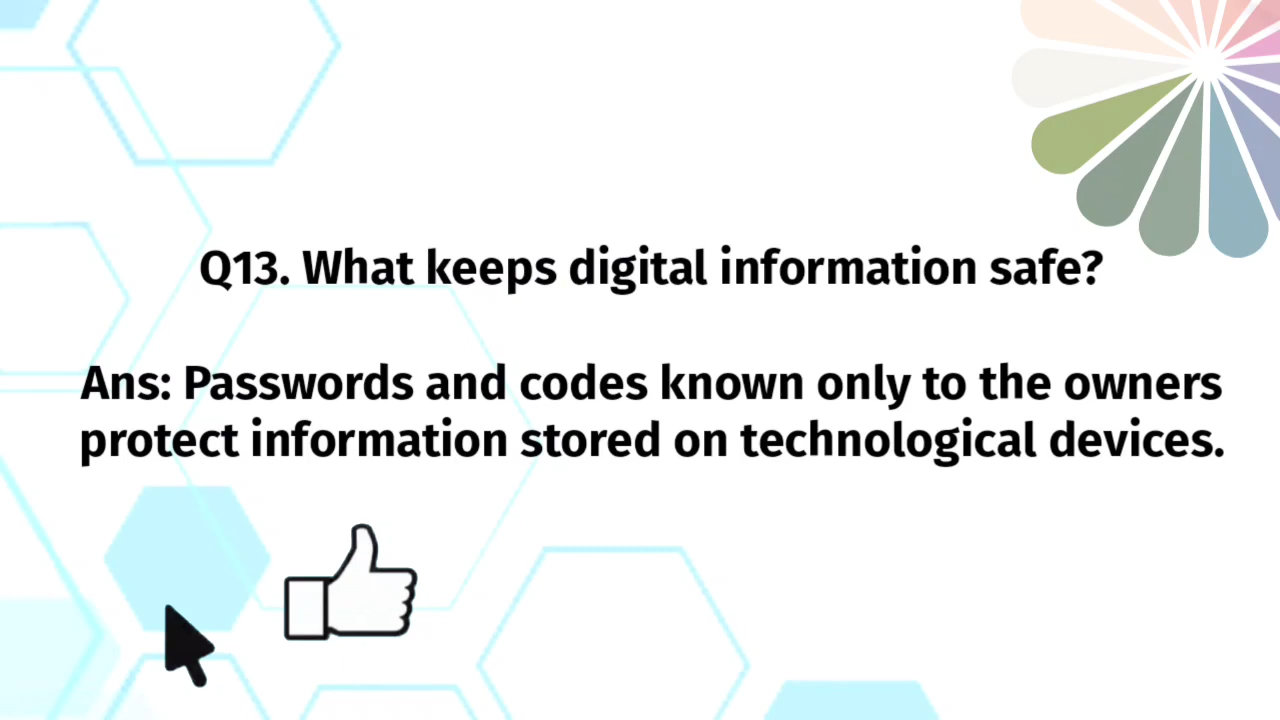 Q13. What keeps digital information safe?
Ans: Passwords and codes known only to the owners
protect information stored on technological devices.